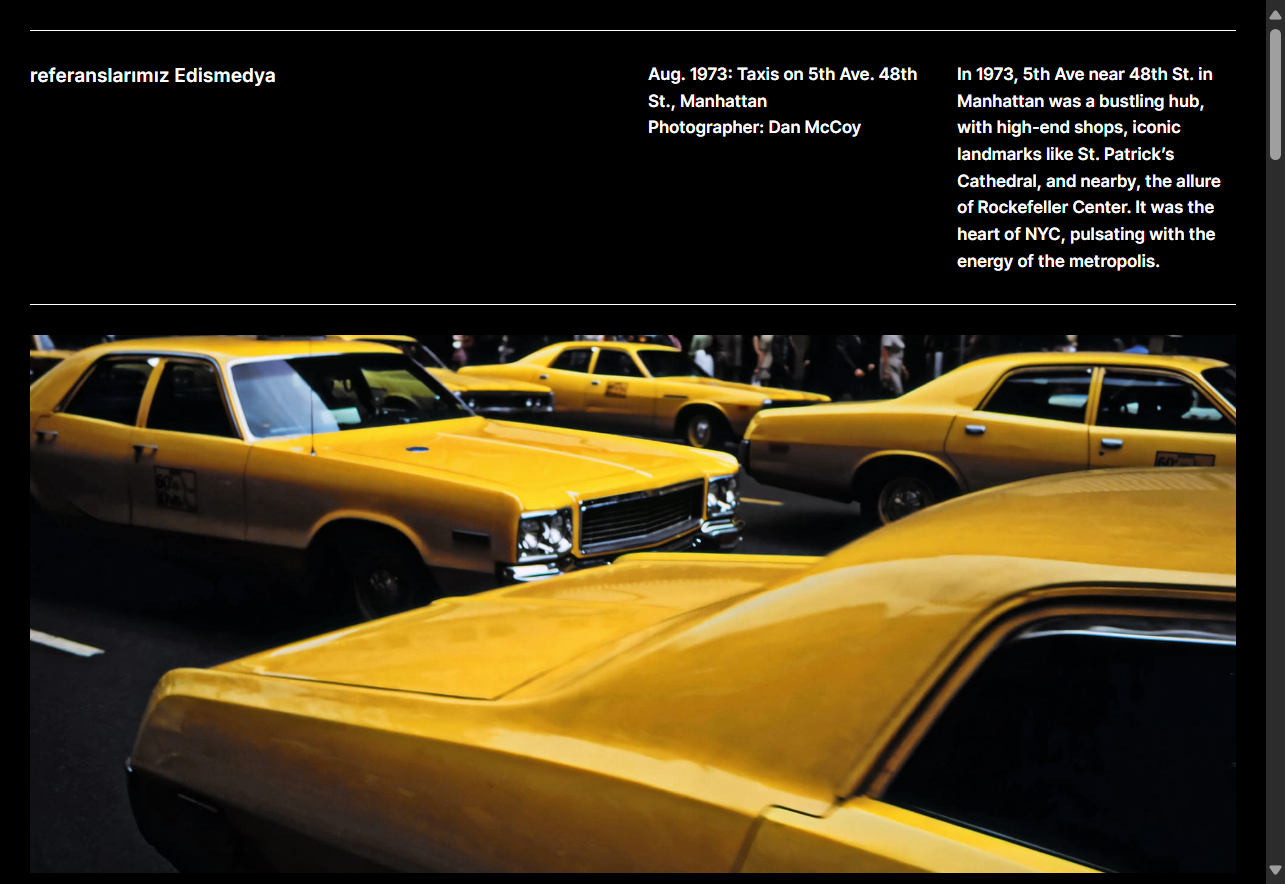 referanslarımız Edismedya
Aug. 1973: Taxis on 5th Ave. 48th
St., Manhattan
Photographer: Dan McCoy
In 1973, 5th Ave near 48th St. in
Manhattan was a bustling hub,
with high-end shops, iconic
landmarks like St. Patrick’s
Cathedral, and nearby, the allure
of Rockefeller Center. It was the
heart of NYC, pulsating with the
energy of the metropolis.